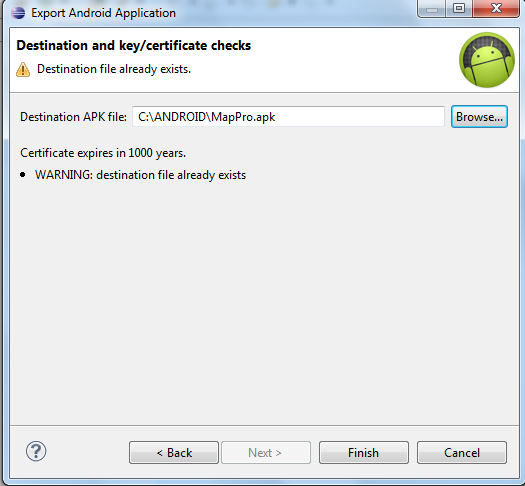 Export Android Application
Destination and key/certificate checks
Destination file already exists.
Destination APK file: C:\ANDROID\MapPro.apk Browse...
Certificate expires in 1000 years.
• WARNING: destination file already exists
? < Back Next > Finish Cancel